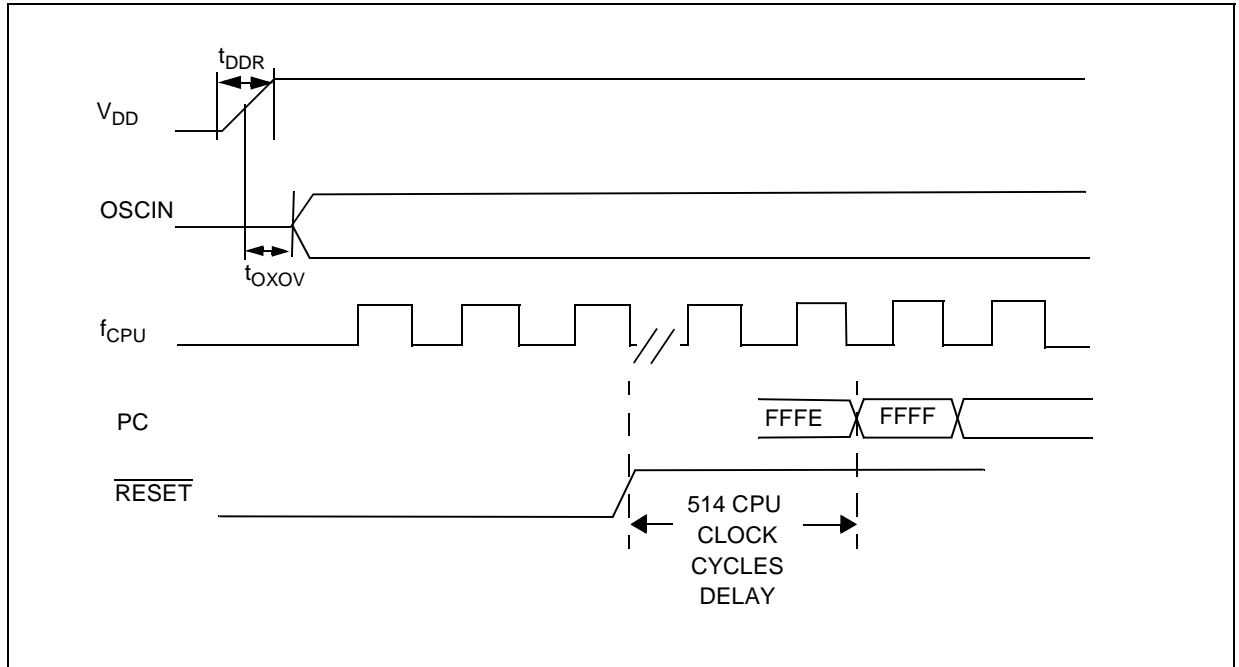 tDDR
VDD
OSCIN
tOXOV
fCPU
PC
FFFE
FFFF
RESET
514 CPU
CLOCK
CYCLES
DELAY